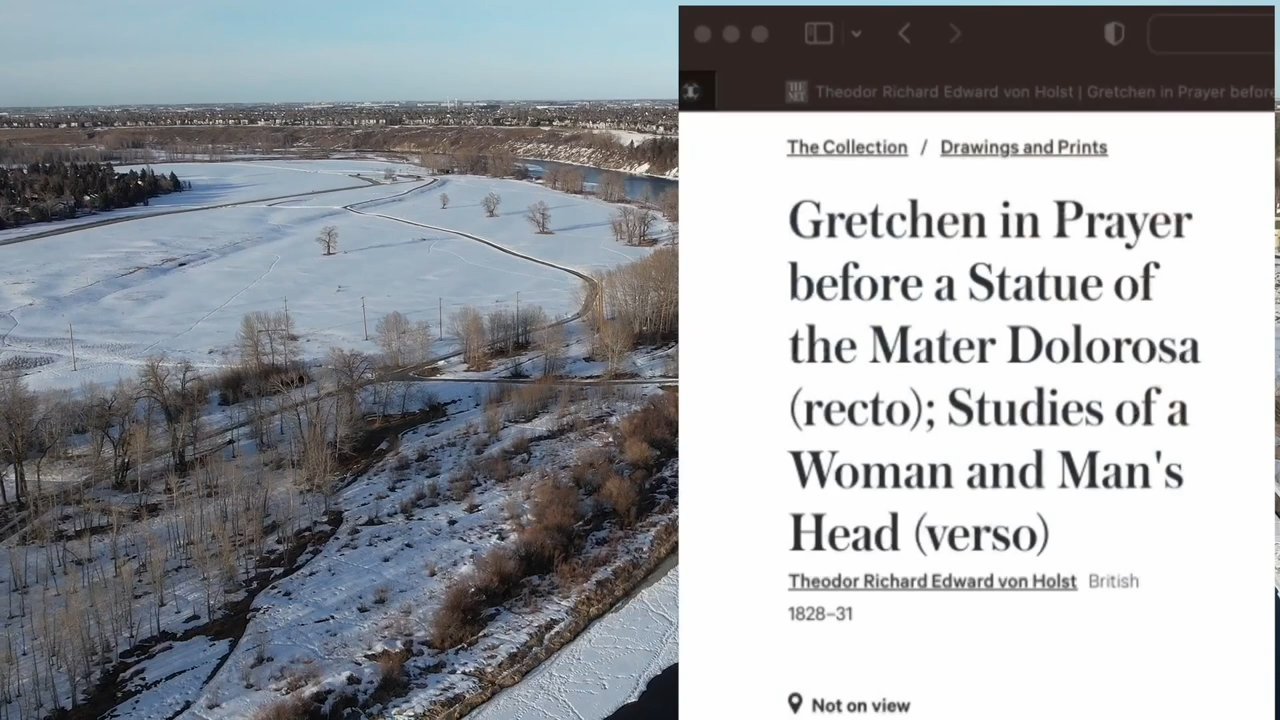 THE
MET
Theodor Richard Edward von Holst | Gretchen in Prayer before
The Collection / Drawings and Prints
Gretchen in Prayer
before a Statue of
the Mater Dolorosa
(recto); Studies of a
Woman and Man's
Head (verso)
Theodor Richard Edward von Holst British
1828–31
Not on view